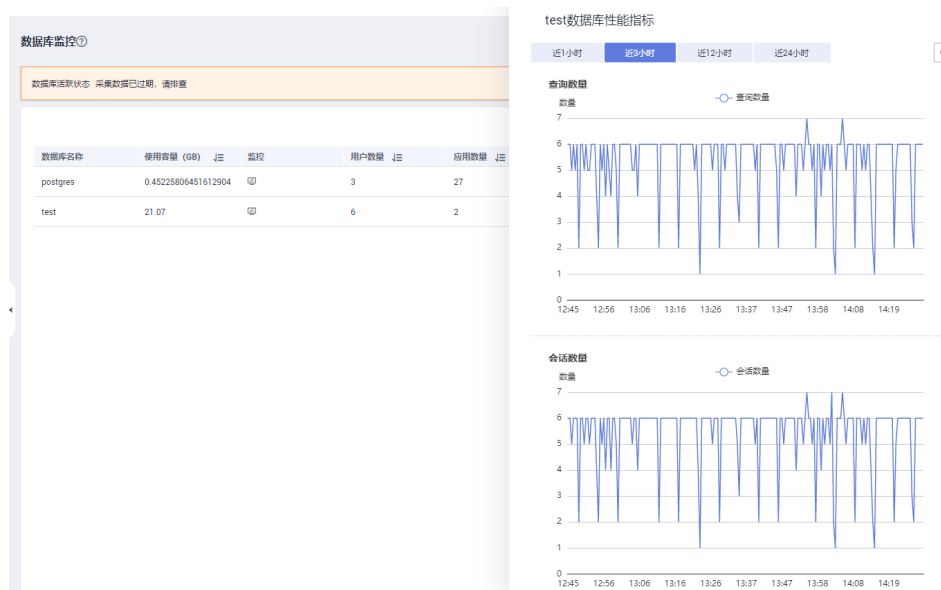 数据库监控?
数据库活跃状态 采集数据已过期，请排查
数据库名称 使用容量 (GB) 监控 用户数量 应用数量
postgres 0.45225806451612904 3 27
test 21.07 6 2
test数据库性能指标
近1小时 近3小时 近12小时 近24小时
查询数量
数量
查询数量
7
6
5
4
3
2
1
0
12:45 12:56 13:06 13:16 13:26 13:37 13:47 13:58 14:08 14:19
会话数量
数量
会话数量
7
6
5
4
3
2
1
0
12:45 12:56 13:06 13:16 13:26 13:37 13:47 13:58 14:08 14:19